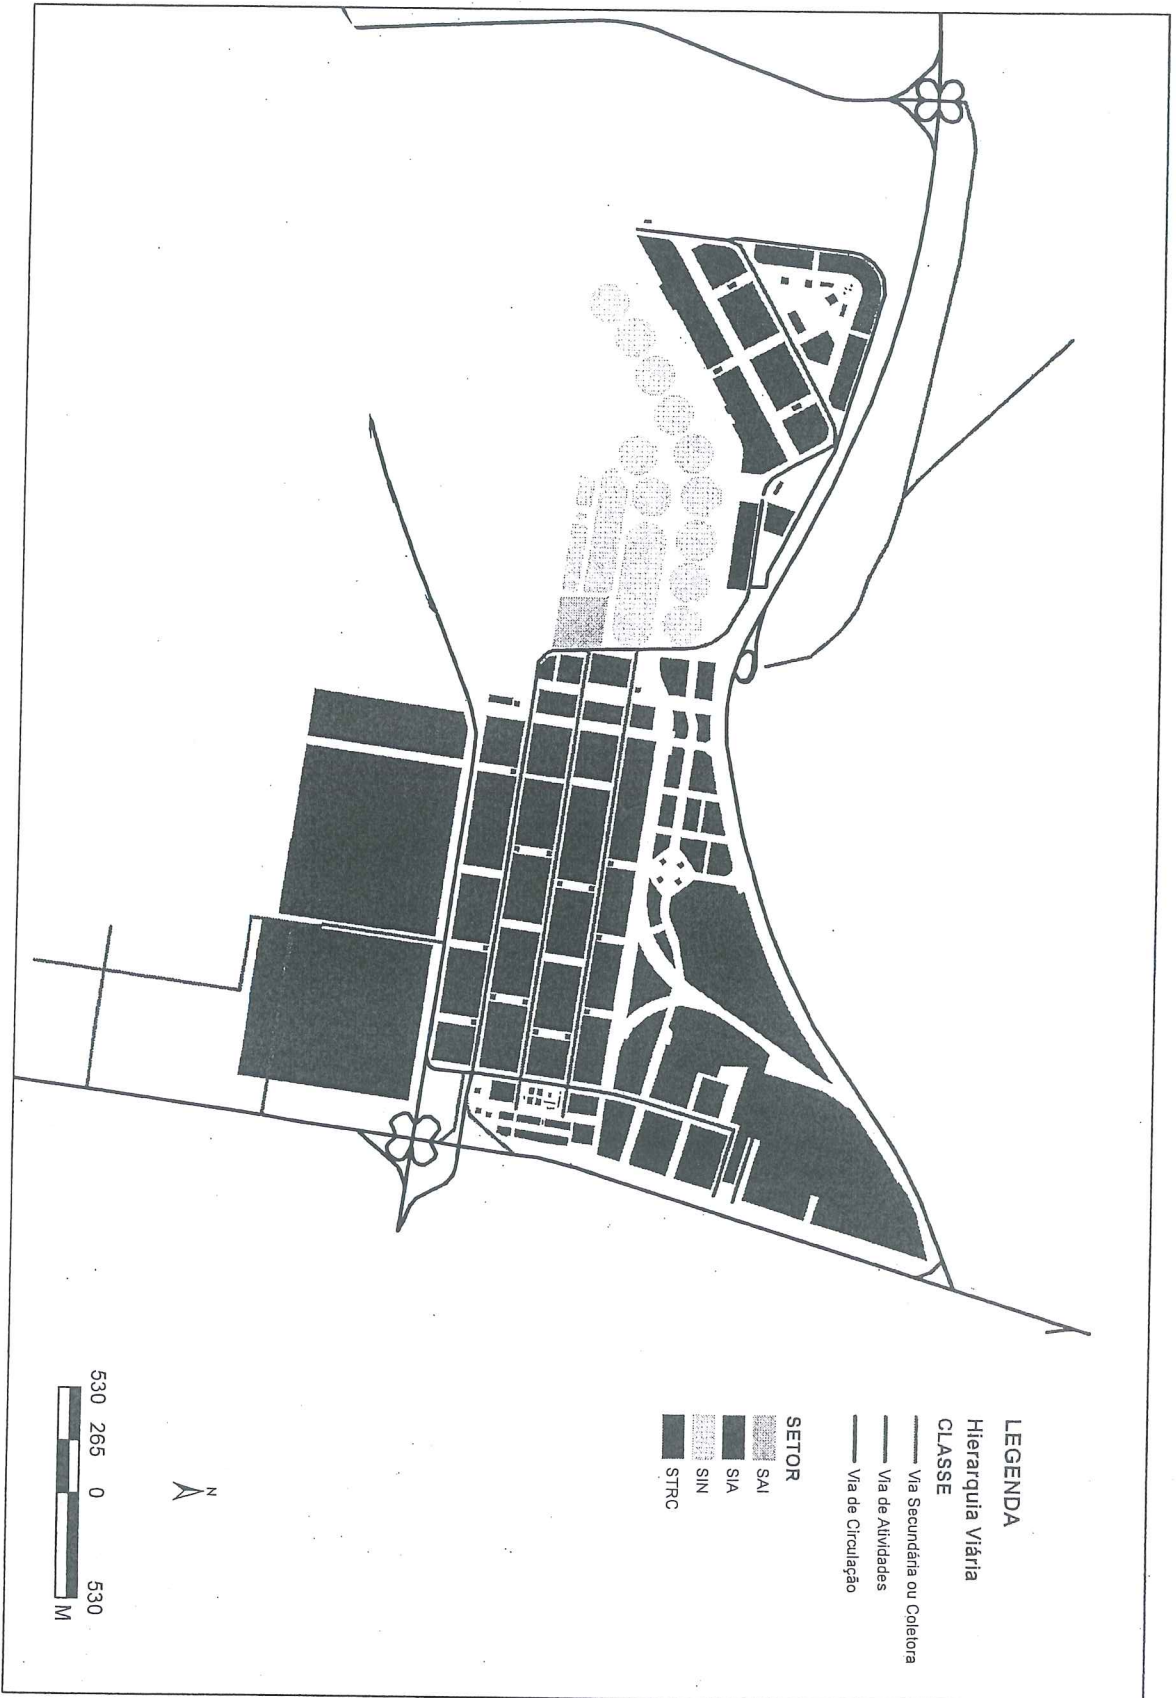 LEGENDA
Hierarquia Viária
CLASSE
Via Secundária ou Coletora
Via de Atividades
Via de Circulação
SETOR
SAI
SIA
SIN
STRC
N
530 265 0 530
M